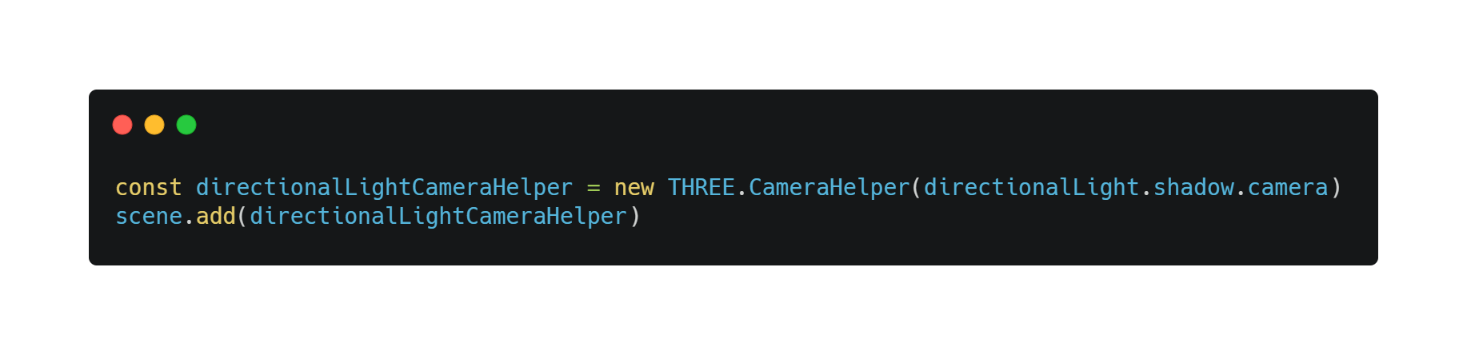 const directionalLightCameraHelper = new THREE.CameraHelper(directionalLight.shadow.camera)
scene.add(directionalLightCameraHelper)